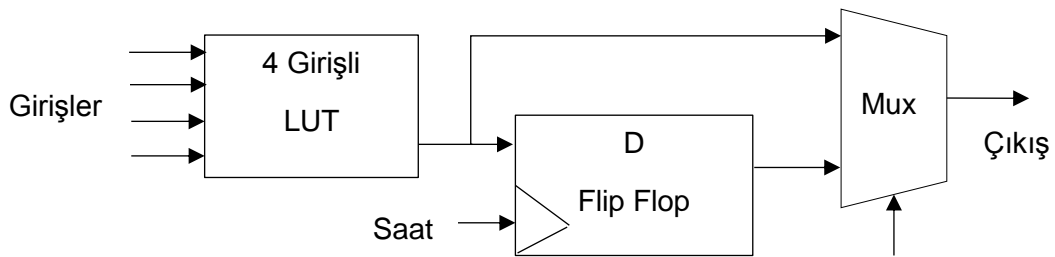 Girişler
4 Girişli
LUT
D
Flip Flop
Saat
Mux
Çıkış